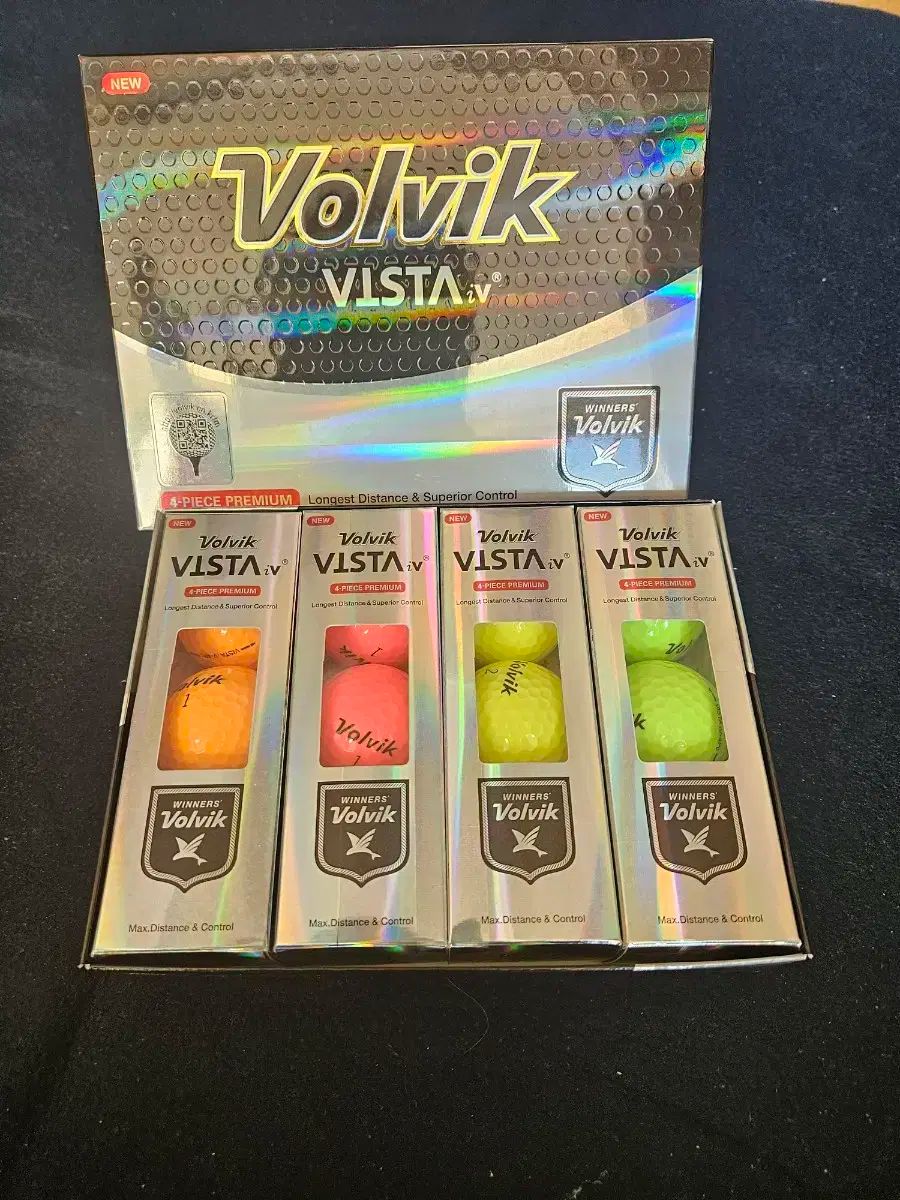 NEW
Volvik
VISTA iv®
WINNERS'
Volvik
4-PIECE PREMIUM
Longest Distance & Superior Control
NEW
Volvik
VISTA iv®
4-PIECE PREMIUM
Longest Distance & Superior Control
VISTA
olvik
1
WINNERS'
Volvik
Max.Distance & Control
NEW
Volvik
VISTA iv®
4-PIECE PREMIUM
Longest Distance & Superior Control
1
Volvik
1
WINNERS'
Volvik
Max.Distance & Control
NEW
Volvik
VISTA iv®
4-PIECE PREMIUM
Longest Distance & Superior Control
Volvik
2
WINNERS'
Volvik
Max.Distance & Control
NEW
Volvik
VISTA iv®
4-PIECE PREMIUM
Longest Distance & Superior Control
Vo
k
WINNERS'
Volvik
Max.Distance & Control